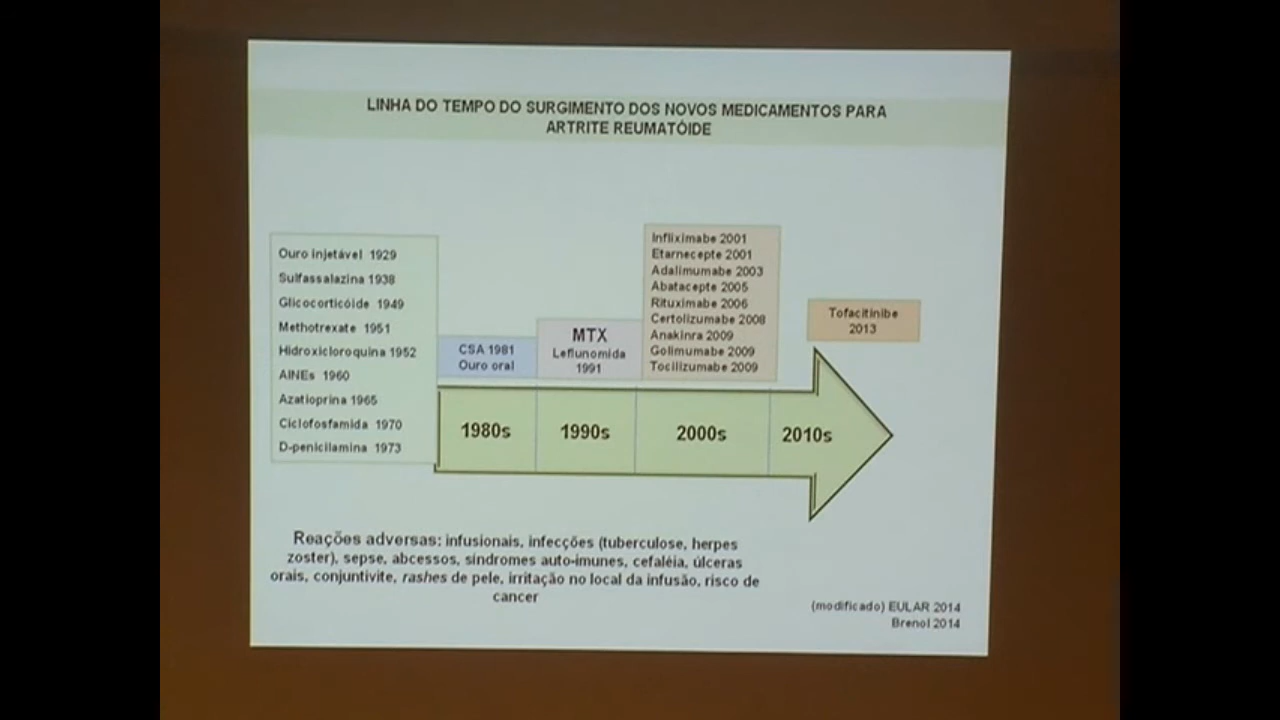 LINHA DO TEMPO DO SURGIMENTO DOS NOVOS MEDICAMENTOS PARA
ARTRITE REUMATÓIDE
Ouro injetável 1929
Sulfassalazina 1938
Glicocorticóide 1949
Methotrexate 1951
Hidroxicloroquina 1952
AINEs 1960
Azatioprina 1965
Ciclofosfamida 1970
D-penicilamina 1973
CSA 1981
Ouro oral
MTX
Leflunomida
1991
Infliximabe 2001
Etarnecepte 2001
Adalimumabe 2003
Abatacepte 2005
Rituximabe 2006
Certolizumabe 2008
Anakinra 2009
Golimumabe 2009
Tocilizumabe 2009
Tofacitinibe
2013
1980s
1990s
2000s
2010s
Reações adversas: infusionais, infecções (tuberculose, herpes
zoster), sepse, abcessos, síndromes auto-imunes, cefaléia, úlceras
orais, conjuntivite, rashes de pele, irritação no local da infusão, risco de
cancer
(modificado) EULAR 2014
Brenol 2014